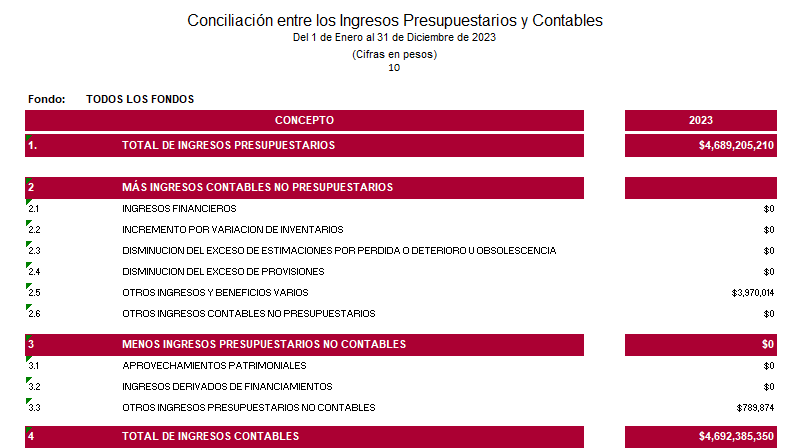 Conciliación entre los Ingresos Presupuestarios y Contables
Del 1 de Enero al 31 de Diciembre de 2023
(Cifras en pesos)
10
Fondo: TODOS LOS FONDOS
CONCEPTO 2023
1. TOTAL DE INGRESOS PRESUPUESTARIOS $4,689,205,210
2 MÁS INGRESOS CONTABLES NO PRESUPUESTARIOS
2.1 INGRESOS FINANCIEROS $0
2.2 INCREMENTO POR VARIACION DE INVENTARIOS $0
2.3 DISMINUCION DEL EXCESO DE ESTIMACIONES POR PERDIDA O DETERIORO U OBSOLESCENCIA $0
2.4 DISMINUCION DEL EXCESO DE PROVISIONES $0
2.5 OTROS INGRESOS Y BENEFICIOS VARIOS $3,970,014
2.6 OTROS INGRESOS CONTABLES NO PRESUPUESTARIOS $0
3 MENOS INGRESOS PRESUPUESTARIOS NO CONTABLES $0
3.1 APROVECHAMIENTOS PATRIMONIALES $0
3.2 INGRESOS DERIVADOS DE FINANCIAMIENTOS $0
3.3 OTROS INGRESOS PRESUPUESTARIOS NO CONTABLES $789,874
4 TOTAL DE INGRESOS CONTABLES $4,692,385,350